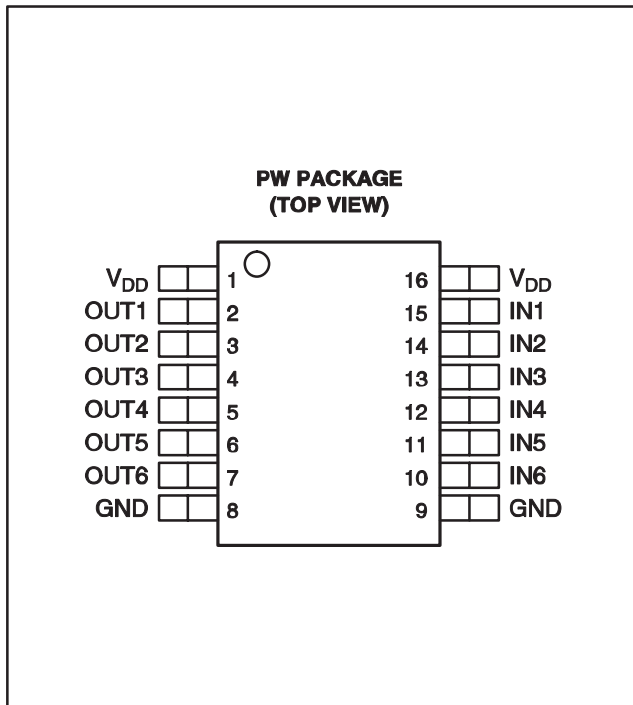 PW PACKAGE
(TOP VIEW)
VDD 1 16 VDD
OUT1 2 15 IN1
OUT2 3 14 IN2
OUT3 4 13 IN3
OUT4 5 12 IN4
OUT5 6 11 IN5
OUT6 7 10 IN6
GND 8 9 GND